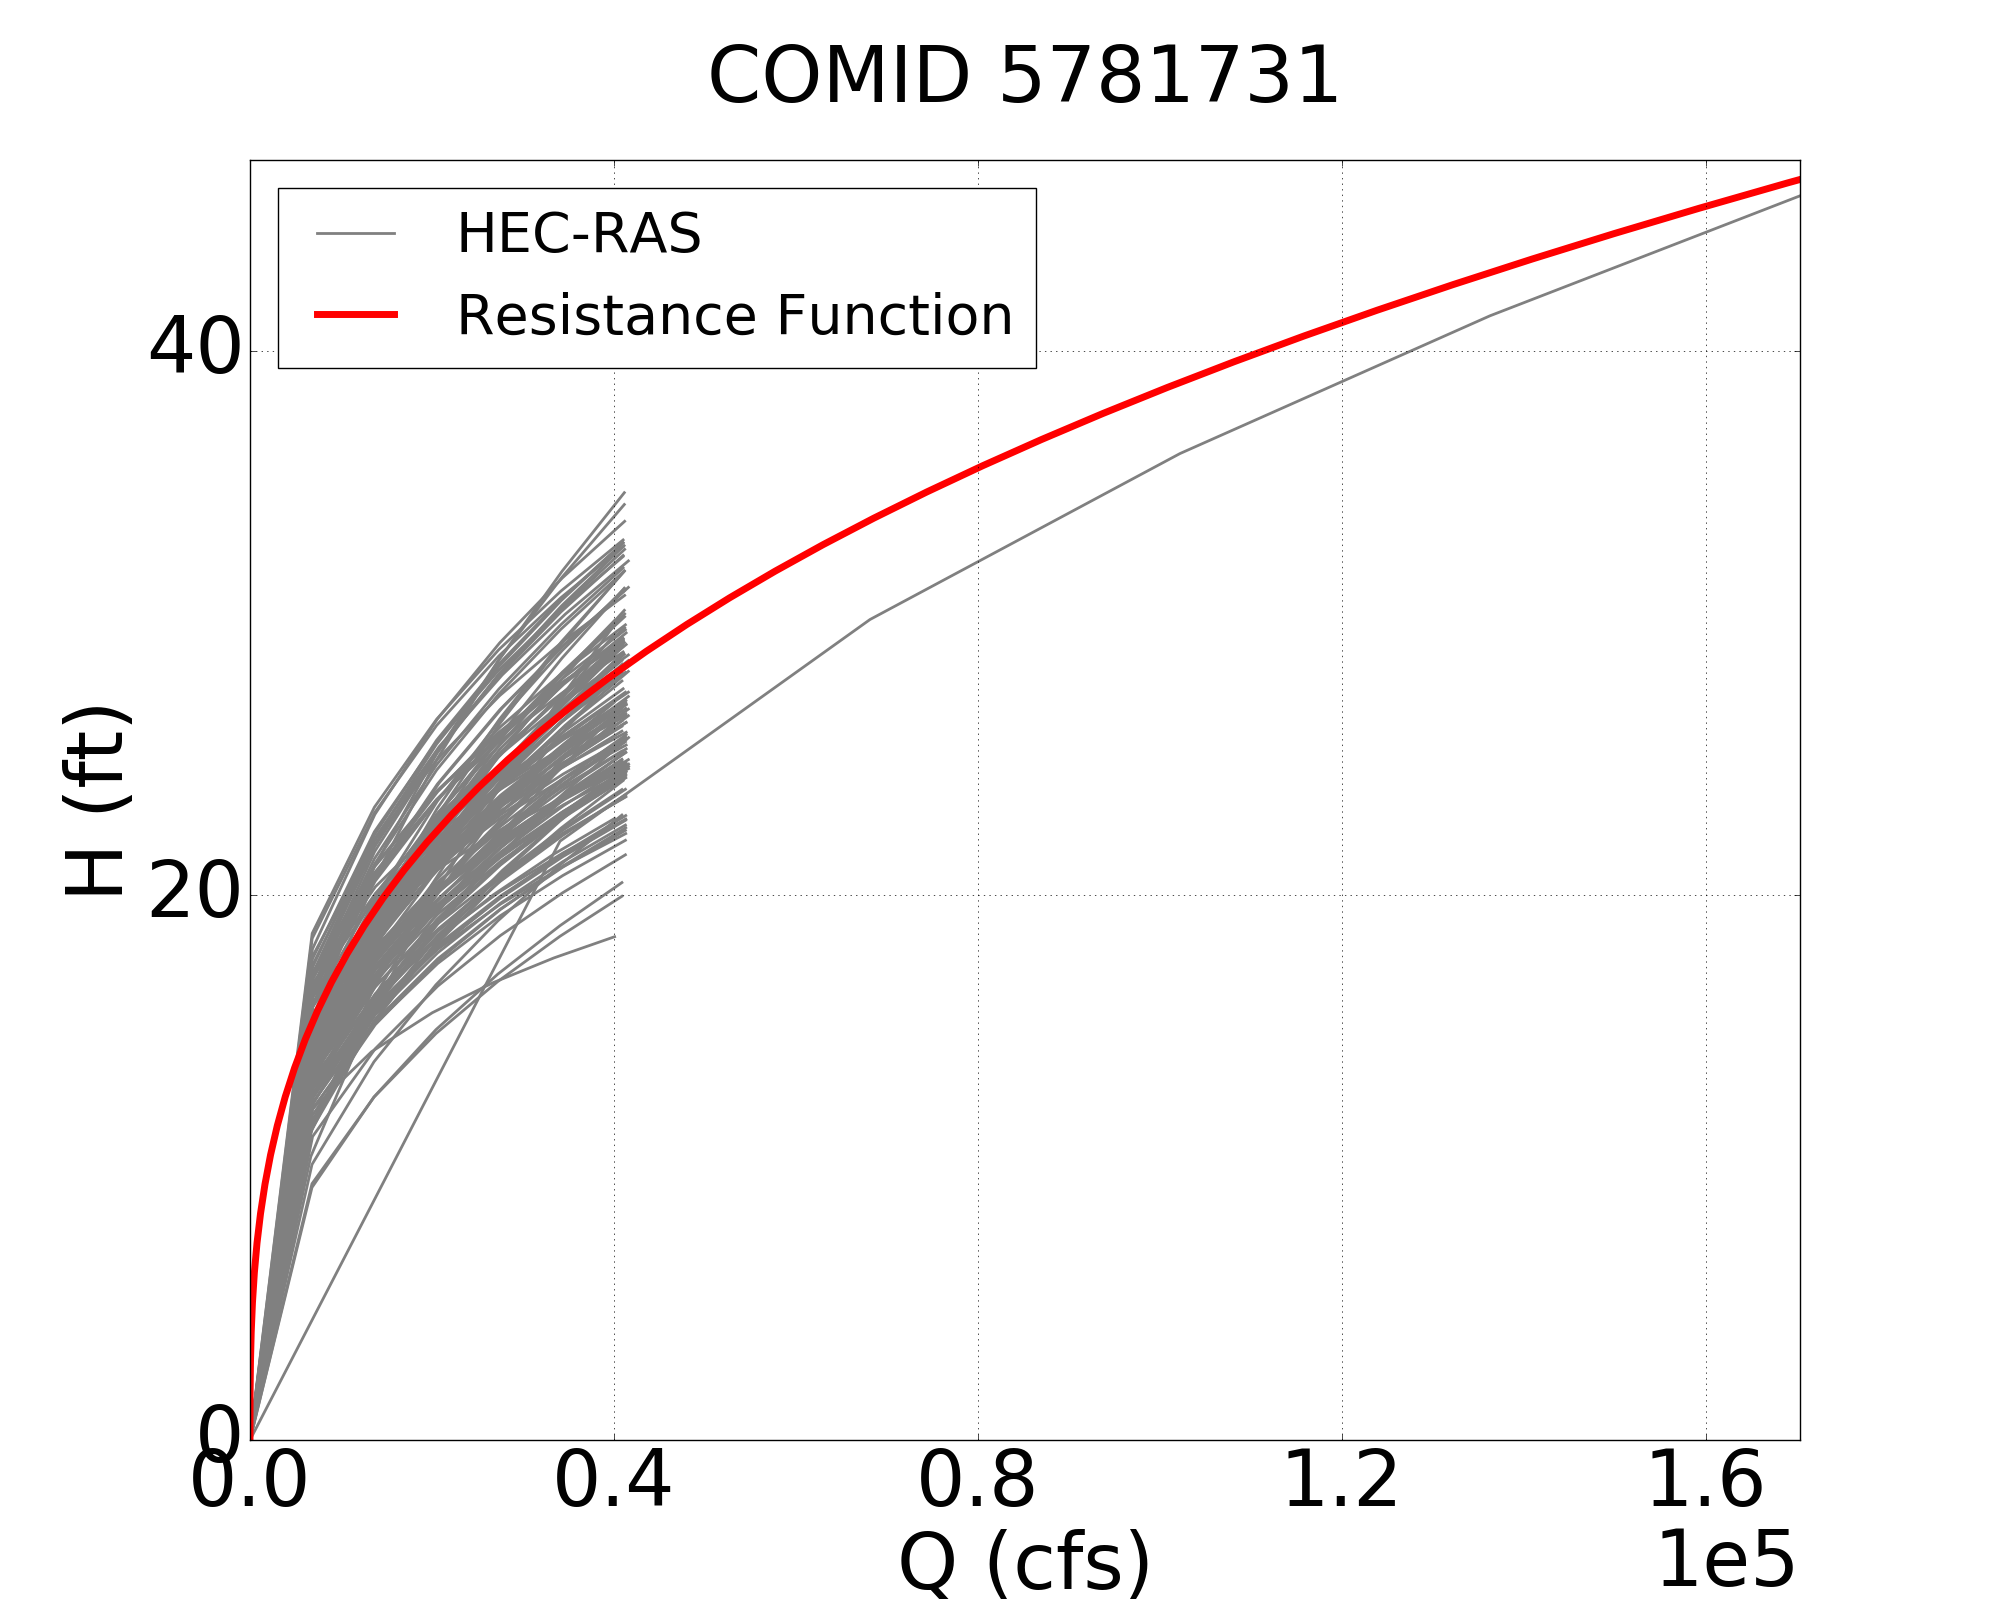 COMID 5781731
HEC-RAS
Resistance Function
40
20
0
H (ft)
0.0 0.4 0.8 1.2 1.6
1e5
Q (cfs)